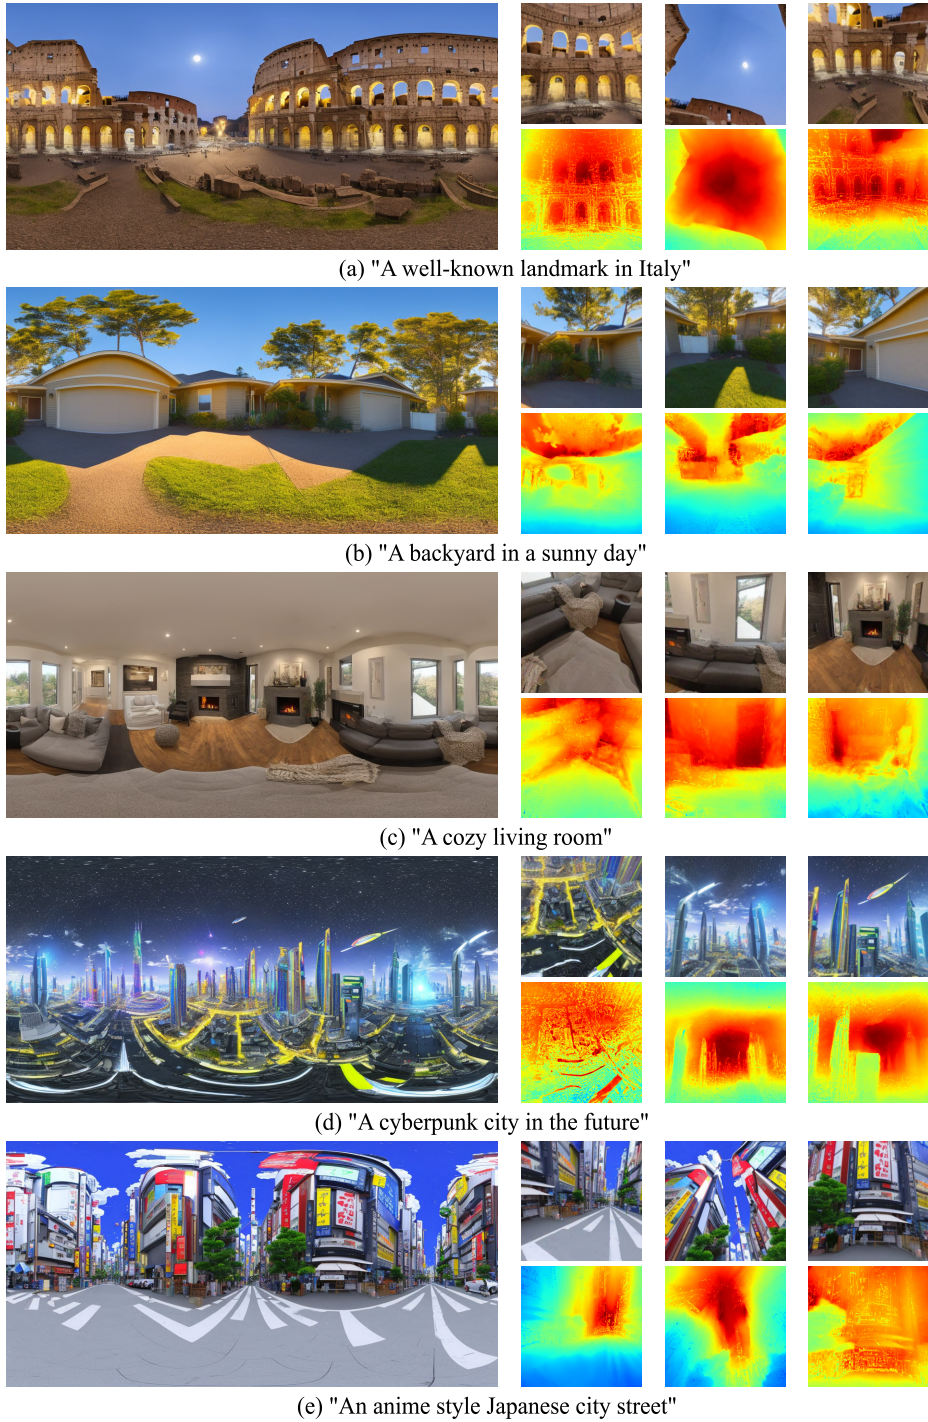 (a) "A well-known landmark in Italy"
(b) "A backyard in a sunny day"
(c) "A cozy living room"
(d) "A cyberpunk city in the future"
(e) "An anime style Japanese city street"